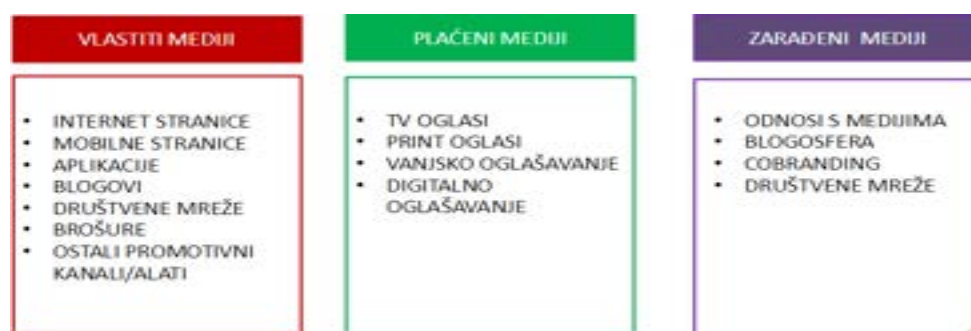 VLASTITI MEDIJI
INTERNET STRANICE
MOBILNE STRANICE
APLIKACIJE
BLOGOVI
DRUŠTVENE MREŽE
BROŠURE
OSTALI PROMOTIVNI
KANALI/ALATI
PLAĆENI MEDIJI
TV OGLASI
PRINT OGLASI
VANJSKO OGLAŠAVANJE
DIGITALNO
OGLAŠAVANJE
ZARAĐENI MEDIJI
ODNOSI S MEDIJIMA
BLOGOSFERA
COBRANDING
DRUŠTVENE MREŽE